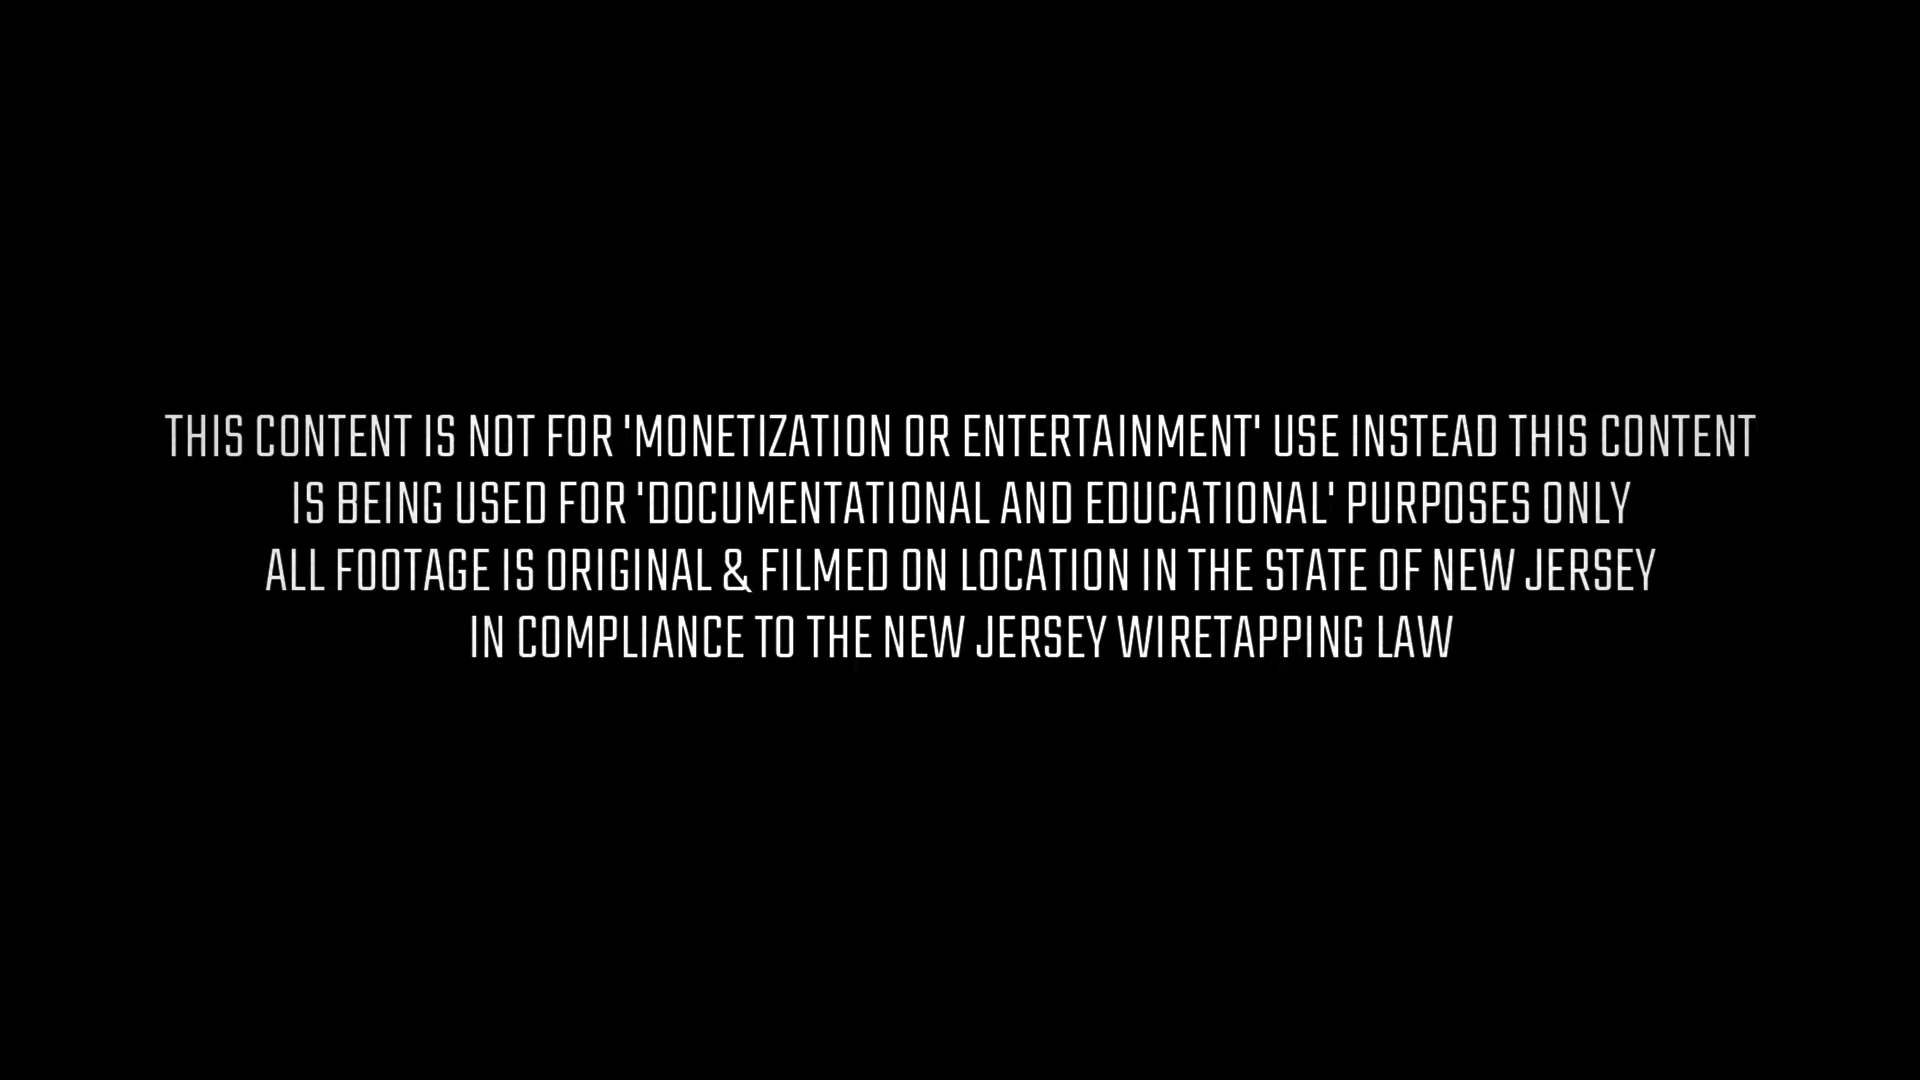 THIS CONTENT IS NOT FOR 'MONETIZATION OR ENTERTAINMENT' USE INSTEAD THIS CONTENT
IS BEING USED FOR 'DOCUMENTATIONAL AND EDUCATIONAL' PURPOSES ONLY
ALL FOOTAGE IS ORIGINAL & FILMED ON LOCATION IN THE STATE OF NEW JERSEY
IN COMPLIANCE TO THE NEW JERSEY WIRETAPPING LAW